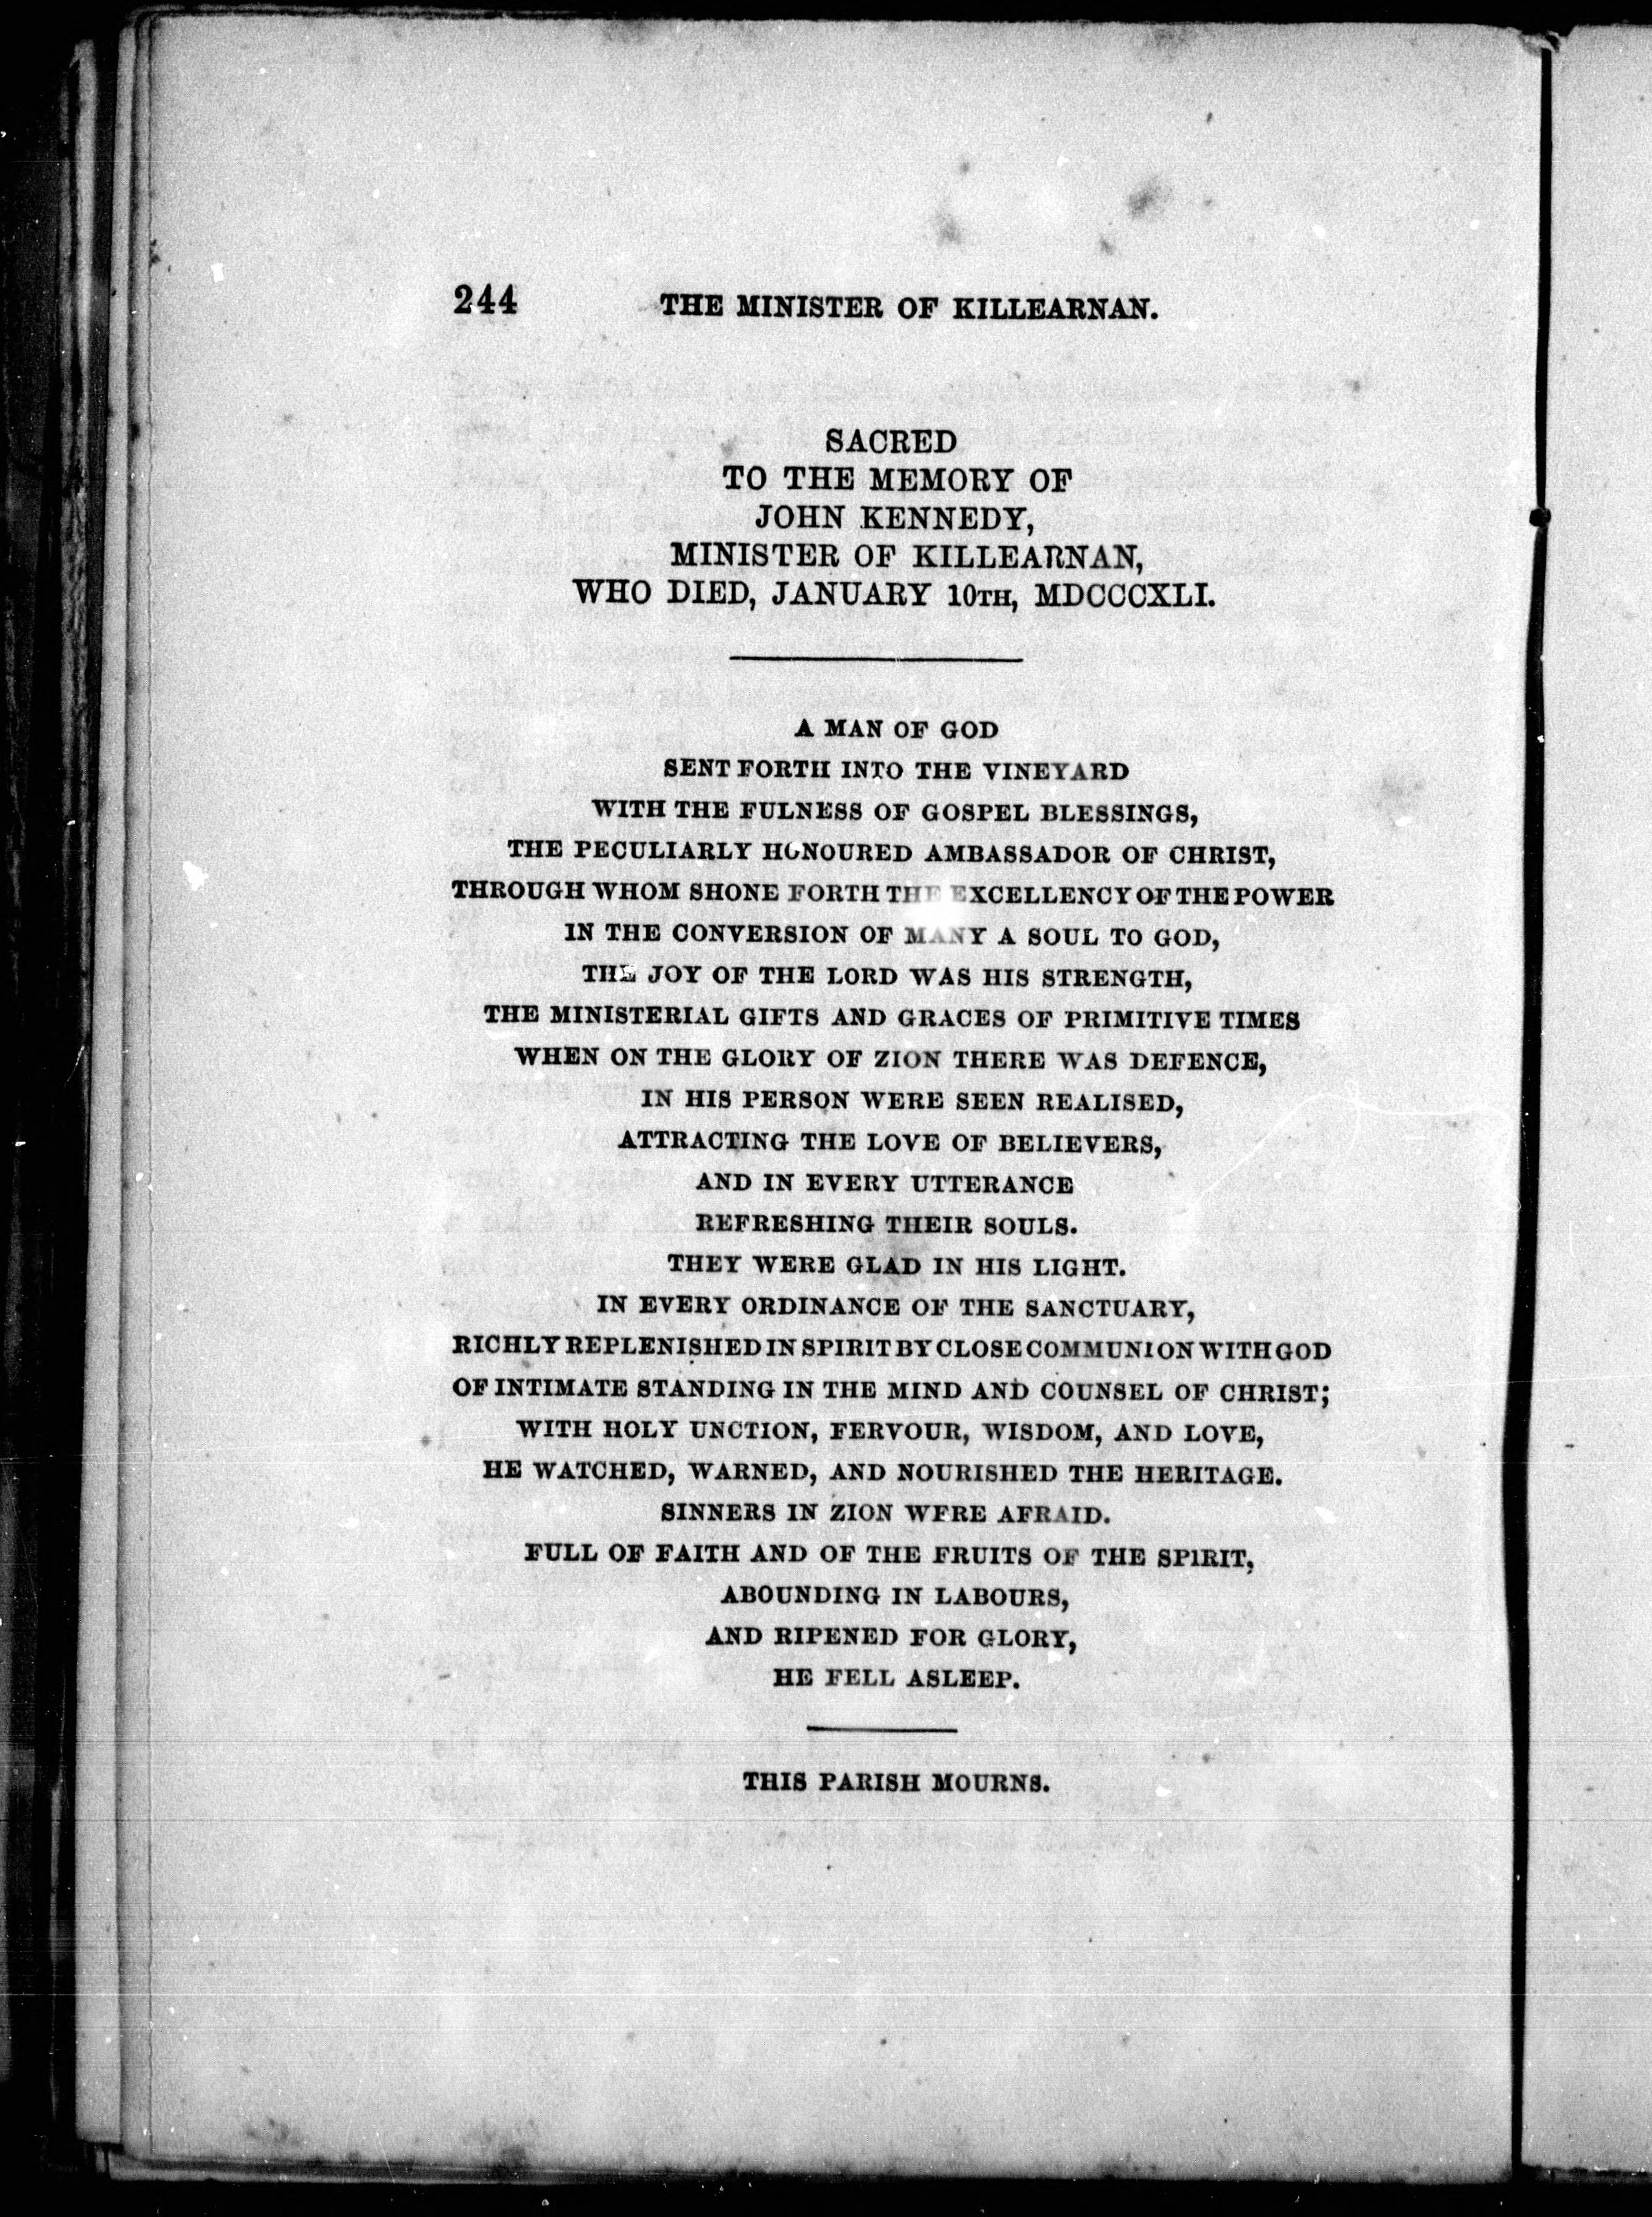 244 THE MINISTER OF KILLEARNAN.
SACRED
TO THE MEMORY OF
JOHN KENNEDY,
MINISTER OF KILLEARNAN,
WHO DIED, JANUARY 10TH, MDCCCXLI.
A MAN OF GOD
SENT FORTH INTO THE VINEYARD
WITH THE FULNESS OF GOSPEL BLESSINGS,
THE PECULIARLY HONOURED AMBASSADOR OF CHRIST,
THROUGH WHOM SHONE FORTH THE EXCELLENCY OF THE POWER
IN THE CONVERSION OF MANY A SOUL TO GOD,
THE JOY OF THE LORD WAS HIS STRENGTH,
THE MINISTERIAL GIFTS AND GRACES OF PRIMITIVE TIMES
WHEN ON THE GLORY OF ZION THERE WAS DEFENCE,
IN HIS PERSON WERE SEEN REALISED,
ATTRACTING THE LOVE OF BELIEVERS,
AND IN EVERY UTTERANCE
REFRESHING THEIR SOULS.
THEY WERE GLAD IN HIS LIGHT.
IN EVERY ORDINANCE OF THE SANCTUARY,
RICHLY REPLENISHED IN SPIRIT BY CLOSE COMMUNION WITH GOD
OF INTIMATE STANDING IN THE MIND AND COUNSEL OF CHRIST;
WITH HOLY UNCTION, FERVOUR, WISDOM, AND LOVE,
HE WATCHED, WARNED, AND NOURISHED THE HERITAGE.
SINNERS IN ZION WERE AFRAID.
FULL OF FAITH AND OF THE FRUITS OF THE SPIRIT,
ABOUNDING IN LABOURS,
AND RIPENED FOR GLORY,
HE FELL ASLEEP.
THIS PARISH MOURNS.